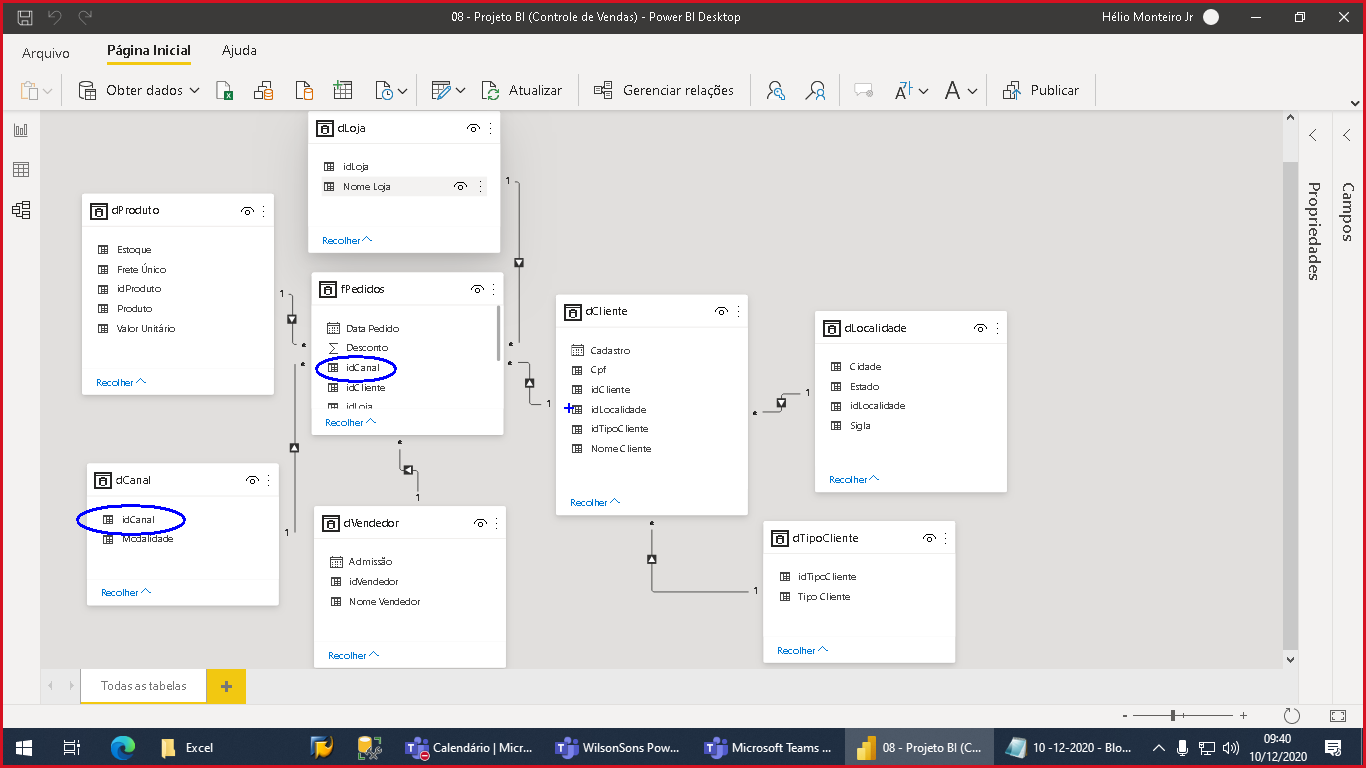 08 - Projeto BI (Controle de Vendas) - Power BI Desktop
Hélio Monteiro Jr
Arquivo
Página Inicial
Ajuda
Obter dados
Atualizar
Gerenciar relações
Publicar
dLoja
idLoja
Nome Loja
Recolher
dProduto
Estoque
Frete Único
idProduto
Produto
Valor Unitário
Recolher
fPedidos
Data Pedido
Desconto
idCanal
idCliente
idLoja
Recolher
dCliente
Cadastro
Cpf
idCliente
idLocalidade
idTipoCliente
Nome Cliente
Recolher
dLocalidade
Cidade
Estado
idLocalidade
Sigla
Recolher
dCanal
idCanal
Modalidade
Recolher
dVendedor
Admissão
idVendedor
Nome Vendedor
Recolher
dTipoCliente
idTipoCliente
Tipo Cliente
Recolher
1
*
1
*
1
*
1
*
1
*
1
*
1
*
Propriedades
Campos
Todas as tabelas
Excel
Calendário | Micr...
WilsonSons Pow...
Microsoft Teams ...
08 - Projeto BI (C...
10 -12-2020 - Blo...
09:40
10/12/2020